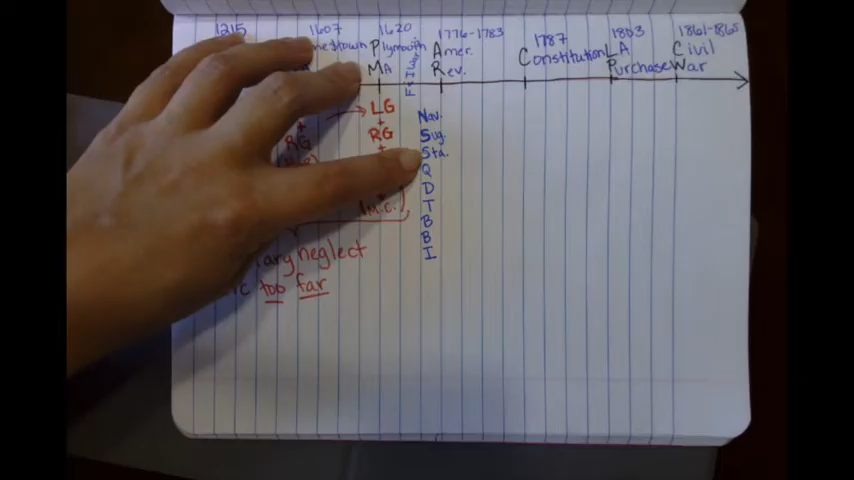 1215 1607 1620 1776-1783 1787 1803 1861-1865
Plymouth Amer. Constitution LA Civil
MA F+I War Rev. Purchase War
LG Nav.
+ +
RG RG Sug.
+ Sta.
Q
D
(M.C.) T
B
neglect B
I
too far